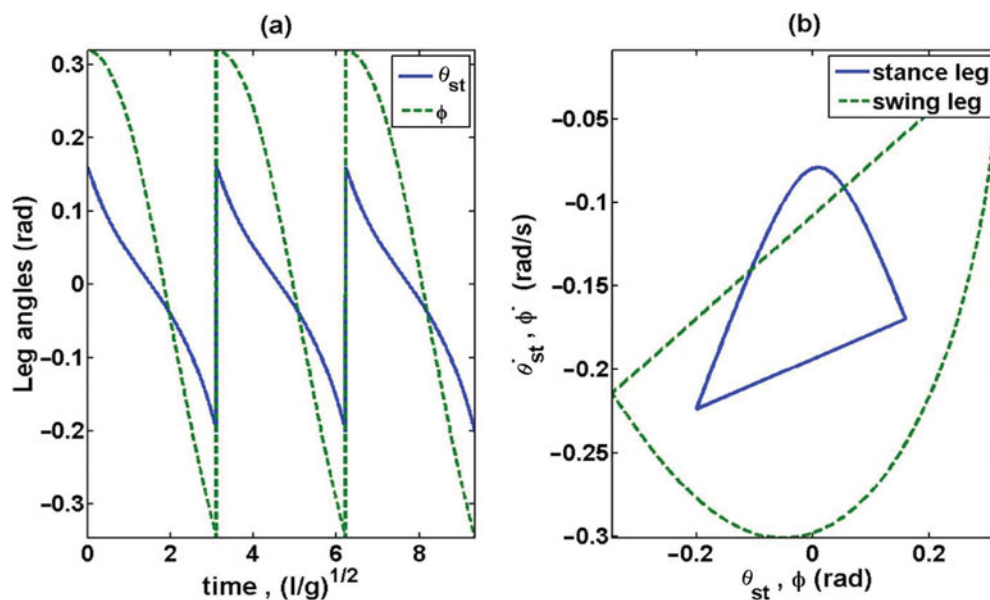 (a)
0.3
0.2
0.1
0
−0.1
−0.2
−0.3
Leg angles (rad)
θst
ϕ
0 2 4 6 8
time , (l/g)1/2
(b)
stance leg
swing leg
−0.05
−0.1
−0.15
−0.2
−0.25
−0.3
θ̇st , ϕ̇ (rad/s)
−0.2 0 0.2
θst , ϕ (rad)